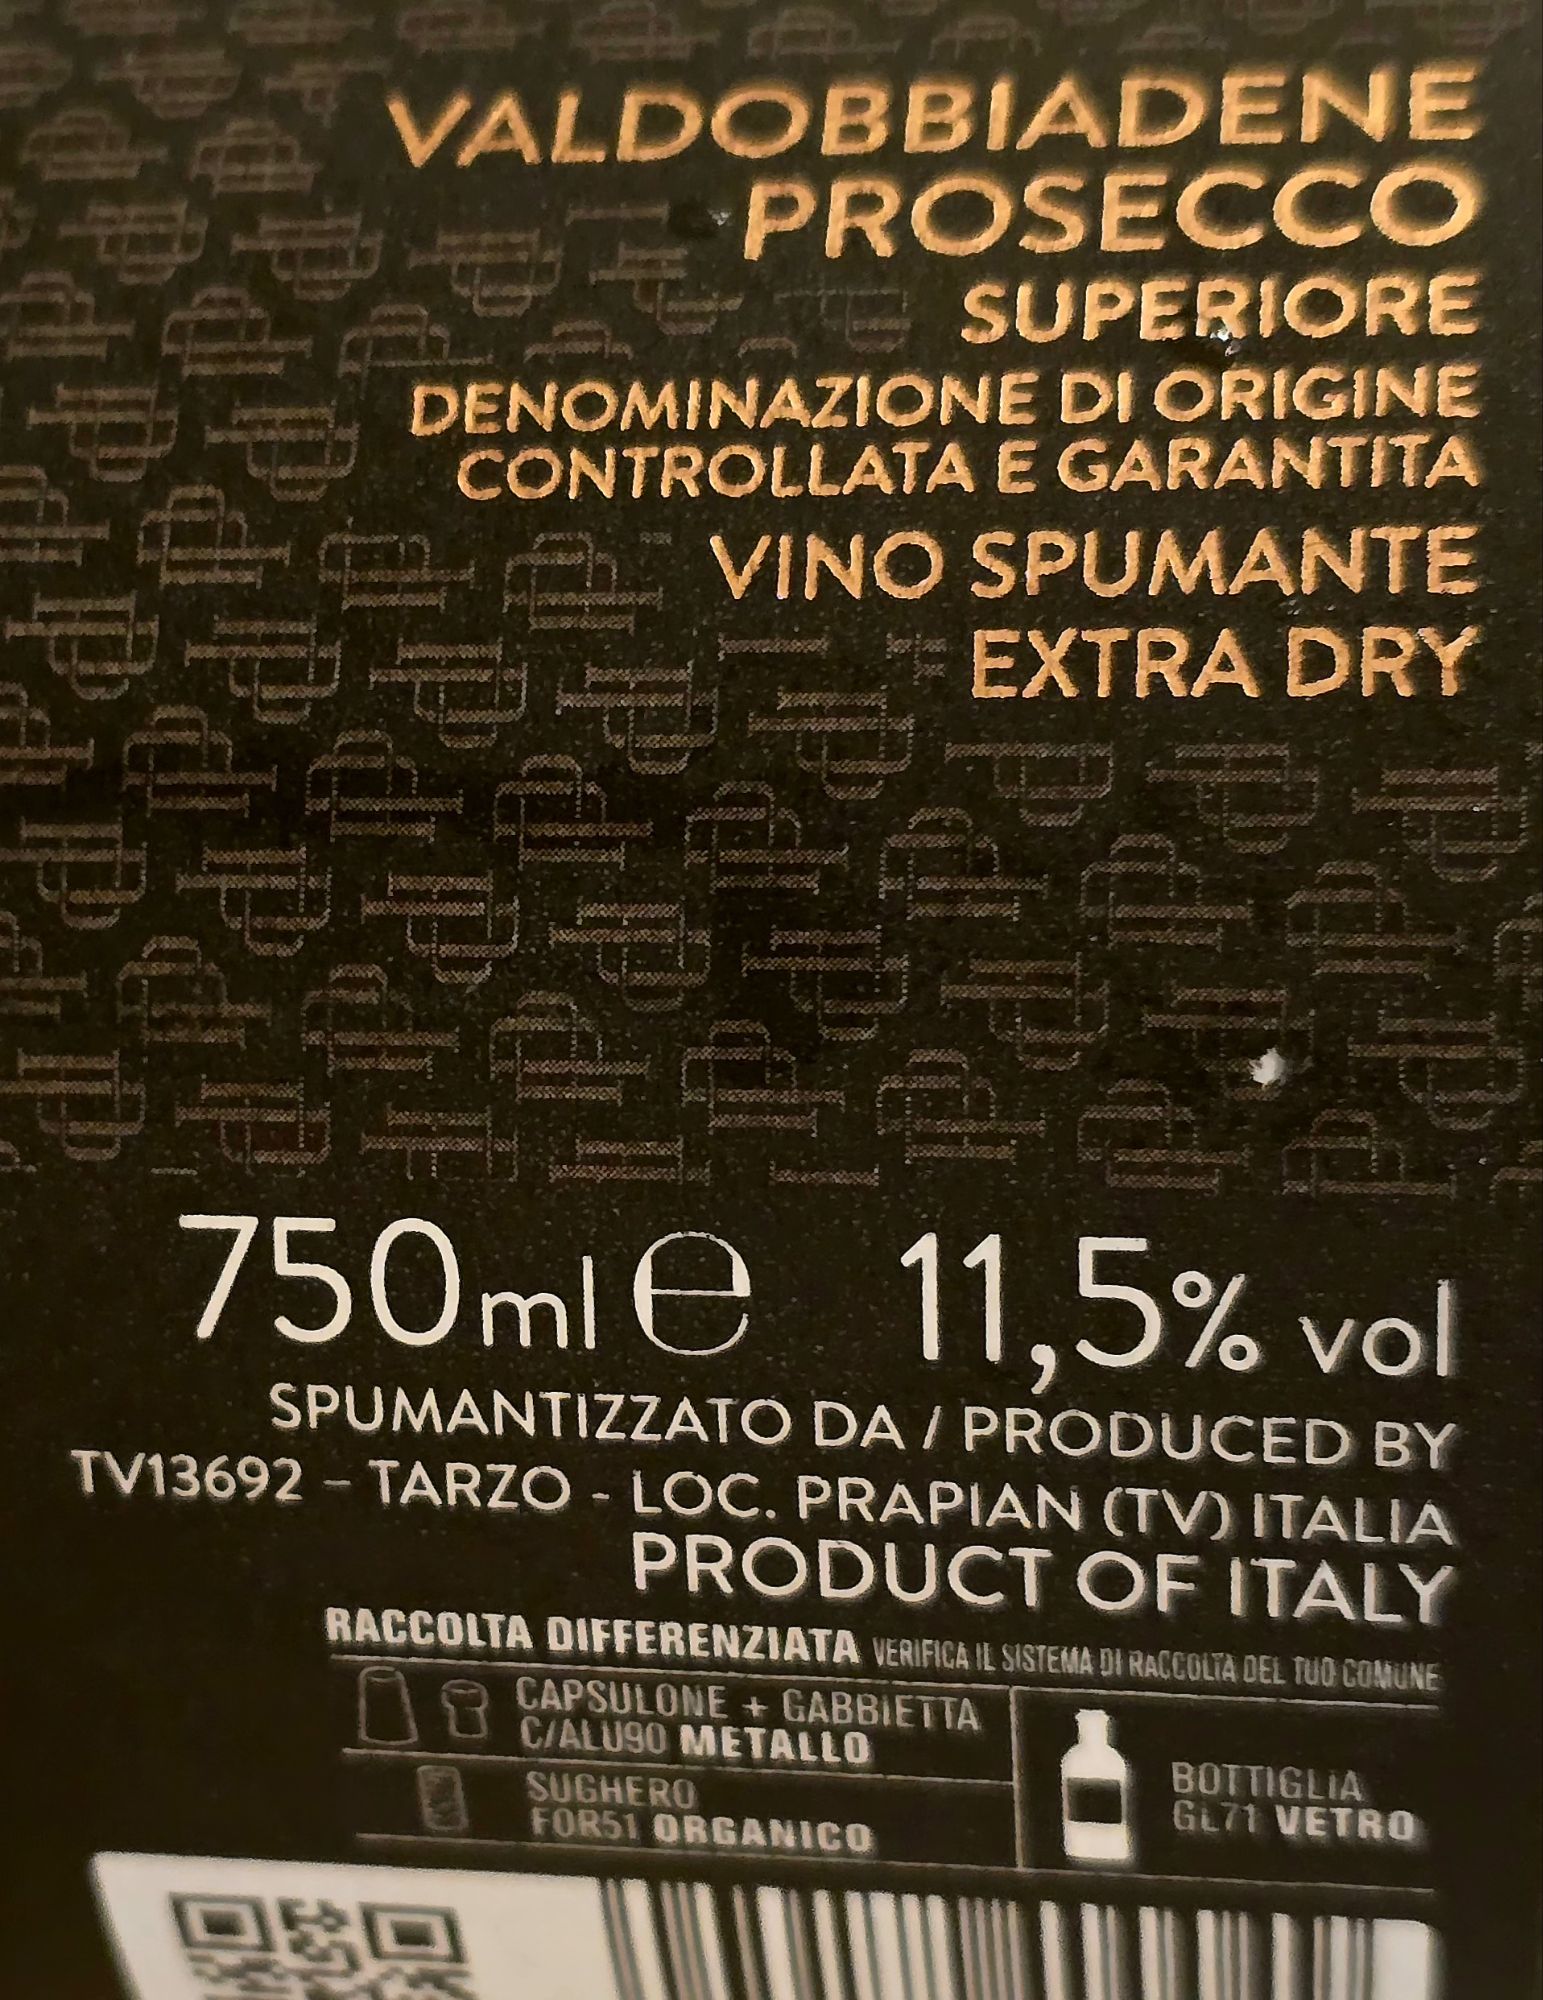 VALDOBBIADENE
PROSECCO
SUPERIORE
DENOMINAZIONE DI ORIGINE
CONTROLLATA E GARANTITA
VINO SPUMANTE
EXTRA DRY
750ml e 11,5% vol
SPUMANTIZZATO DA / PRODUCED BY
TV13692 – TARZO - LOC. PRAPIAN (TV) ITALIA
PRODUCT OF ITALY
RACCOLTA DIFFERENZIATA VERIFICA IL SISTEMA DI RACCOLTA DEL TUO COMUNE
CAPSULONE + GABBIETTA
C/ALU90 METALLO
SUGHERO
FOR51 ORGANICO
BOTTIGLIA
GL71 VETRO